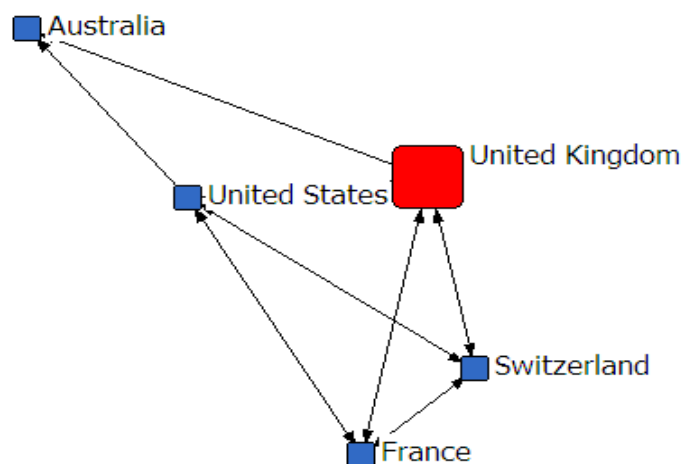 Australia
United Kingdom
United States
Switzerland
France